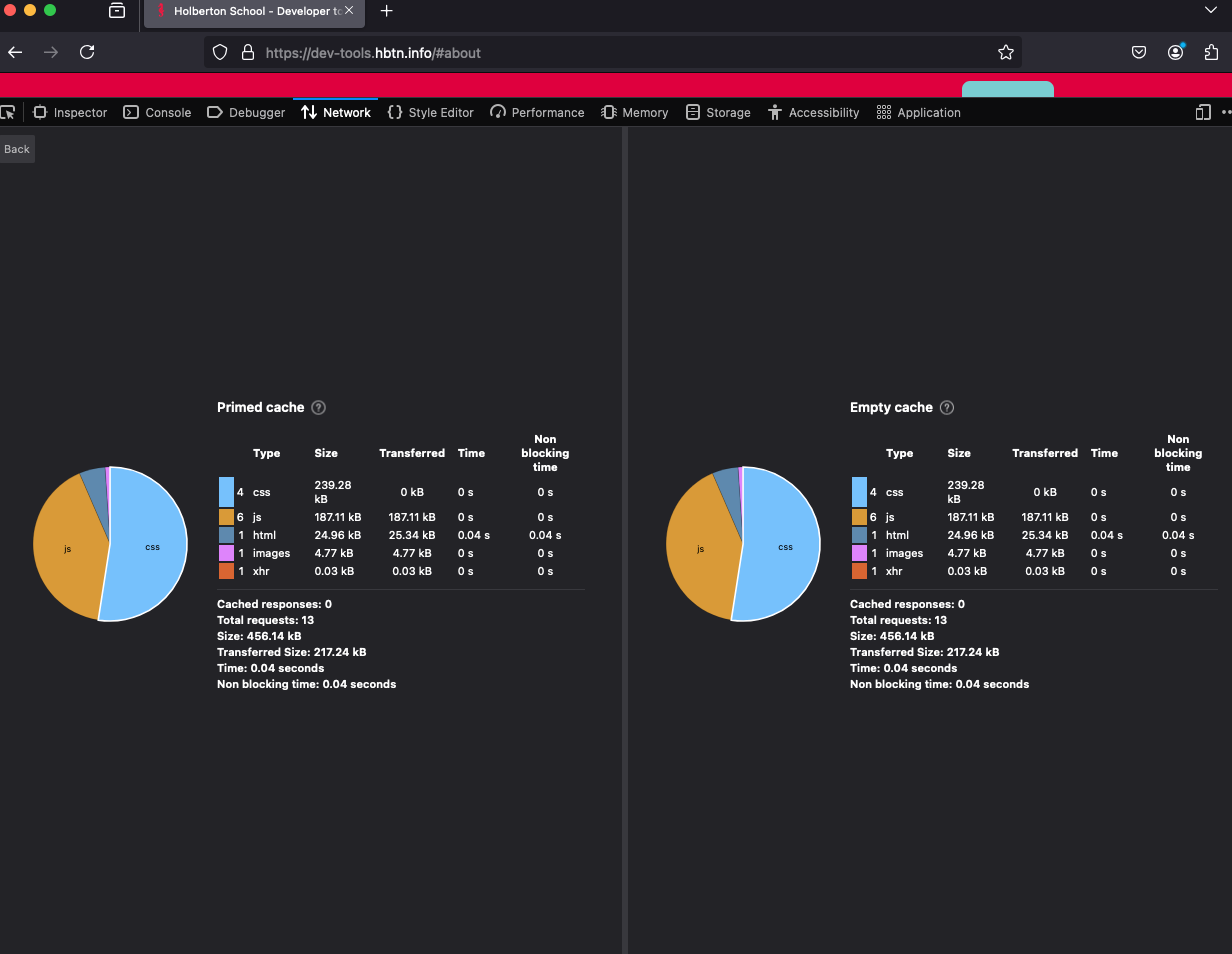 Holberton School - Developer to
https://dev-tools.hbtn.info/#about
Inspector Console Debugger Network Style Editor Performance Memory Storage Accessibility Application
Back
Primed cache ?
Type Size Transferred Time Non blocking time
4 css 239.28 kB 0 kB 0 s 0 s
6 js 187.11 kB 187.11 kB 0 s 0 s
1 html 24.96 kB 25.34 kB 0.04 s 0.04 s
1 images 4.77 kB 4.77 kB 0 s 0 s
1 xhr 0.03 kB 0.03 kB 0 s 0 s
js css
Cached responses: 0
Total requests: 13
Size: 456.14 kB
Transferred Size: 217.24 kB
Time: 0.04 seconds
Non blocking time: 0.04 seconds
Empty cache ?
Type Size Transferred Time Non blocking time
4 css 239.28 kB 0 kB 0 s 0 s
6 js 187.11 kB 187.11 kB 0 s 0 s
1 html 24.96 kB 25.34 kB 0.04 s 0.04 s
1 images 4.77 kB 4.77 kB 0 s 0 s
1 xhr 0.03 kB 0.03 kB 0 s 0 s
js css
Cached responses: 0
Total requests: 13
Size: 456.14 kB
Transferred Size: 217.24 kB
Time: 0.04 seconds
Non blocking time: 0.04 seconds